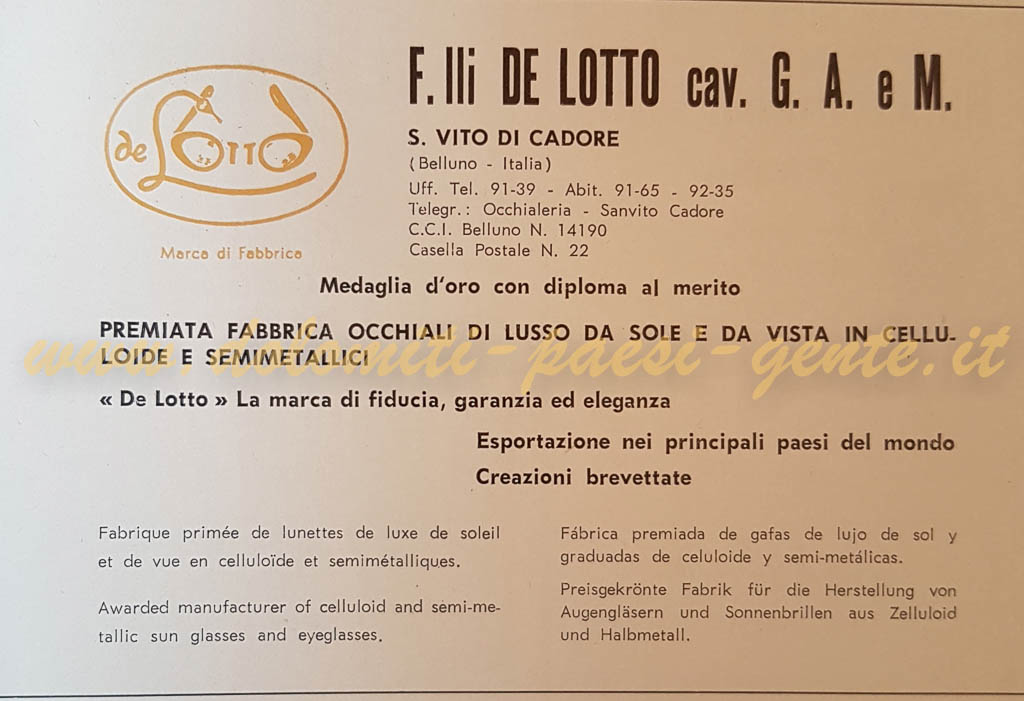 F.lli DE LOTTO cav. G. A. e M.
de LOTTO
Marca di Fabbrica
S. VITO DI CADORE
(Belluno - Italia)
Uff. Tel. 91-39 - Abit. 91-65 - 92-35
Telegr.: Occhialeria - Sanvito Cadore
C.C.I. Belluno N. 14190
Casella Postale N. 22
Medaglia d'oro con diploma al merito
PREMIATA FABBRICA OCCHIALI DI LUSSO DA SOLE E DA VISTA IN CELLU-
LOIDE E SEMIMETALLICI
www.dolomiti-paesi-gente.it
« De Lotto » La marca di fiducia, garanzia ed eleganza
Esportazione nei principali paesi del mondo
Creazioni brevettate
Fabrique primée de lunettes de luxe de soleil
et de vue en celluloïde et semimétalliques.
Awarded manufacturer of celluloid and semi-me-
tallic sun glasses and eyeglasses.
Fábrica premiada de gafas de lujo de sol y
graduadas de celuloide y semi-metálicas.
Preisgekrönte Fabrik für die Herstellung von
Augengläsern und Sonnenbrillen aus Zelluloid
und Halbmetall.